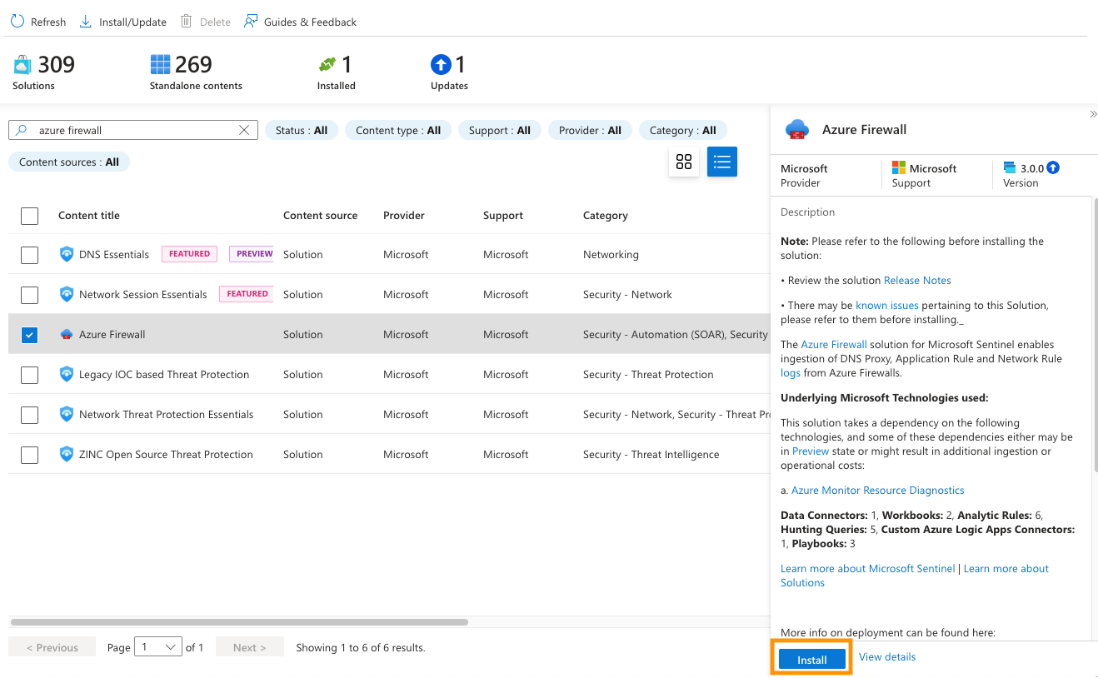 Refresh Install/Update Delete Guides & Feedback
309 269 1 1
Solutions Standalone contents Installed Updates
azure firewall Status : All Content type : All Support : All Provider : All Category : All
Content sources : All
Content title Content source Provider Support Category
DNS Essentials FEATURED PREVIEW Solution Microsoft Microsoft Networking
Network Session Essentials FEATURED Solution Microsoft Microsoft Security - Network
Azure Firewall Solution Microsoft Microsoft Security - Automation (SOAR), Security
Legacy IOC based Threat Protection Solution Microsoft Microsoft Security - Threat Protection
Network Threat Protection Essentials Solution Microsoft Microsoft Security - Network, Security - Threat Pr
ZINC Open Source Threat Protection Solution Microsoft Microsoft Security - Threat Intelligence
< Previous Page 1 of 1 Next > Showing 1 to 6 of 6 results.
Azure Firewall
Microsoft Microsoft 3.0.0
Provider Support Version
Description
Note: Please refer to the following before installing the
solution:
• Review the solution Release Notes
• There may be known issues pertaining to this Solution,
please refer to them before installing._
The Azure Firewall solution for Microsoft Sentinel enables
ingestion of DNS Proxy, Application Rule and Network Rule
logs from Azure Firewalls.
Underlying Microsoft Technologies used:
This solution takes a dependency on the following
technologies, and some of these dependencies either may be
in Preview state or might result in additional ingestion or
operational costs:
a. Azure Monitor Resource Diagnostics
Data Connectors: 1, Workbooks: 2, Analytic Rules: 6,
Hunting Queries: 5, Custom Azure Logic Apps Connectors:
1, Playbooks: 3
Learn more about Microsoft Sentinel | Learn more about
Solutions
More info on deployment can be found here:
Install View details